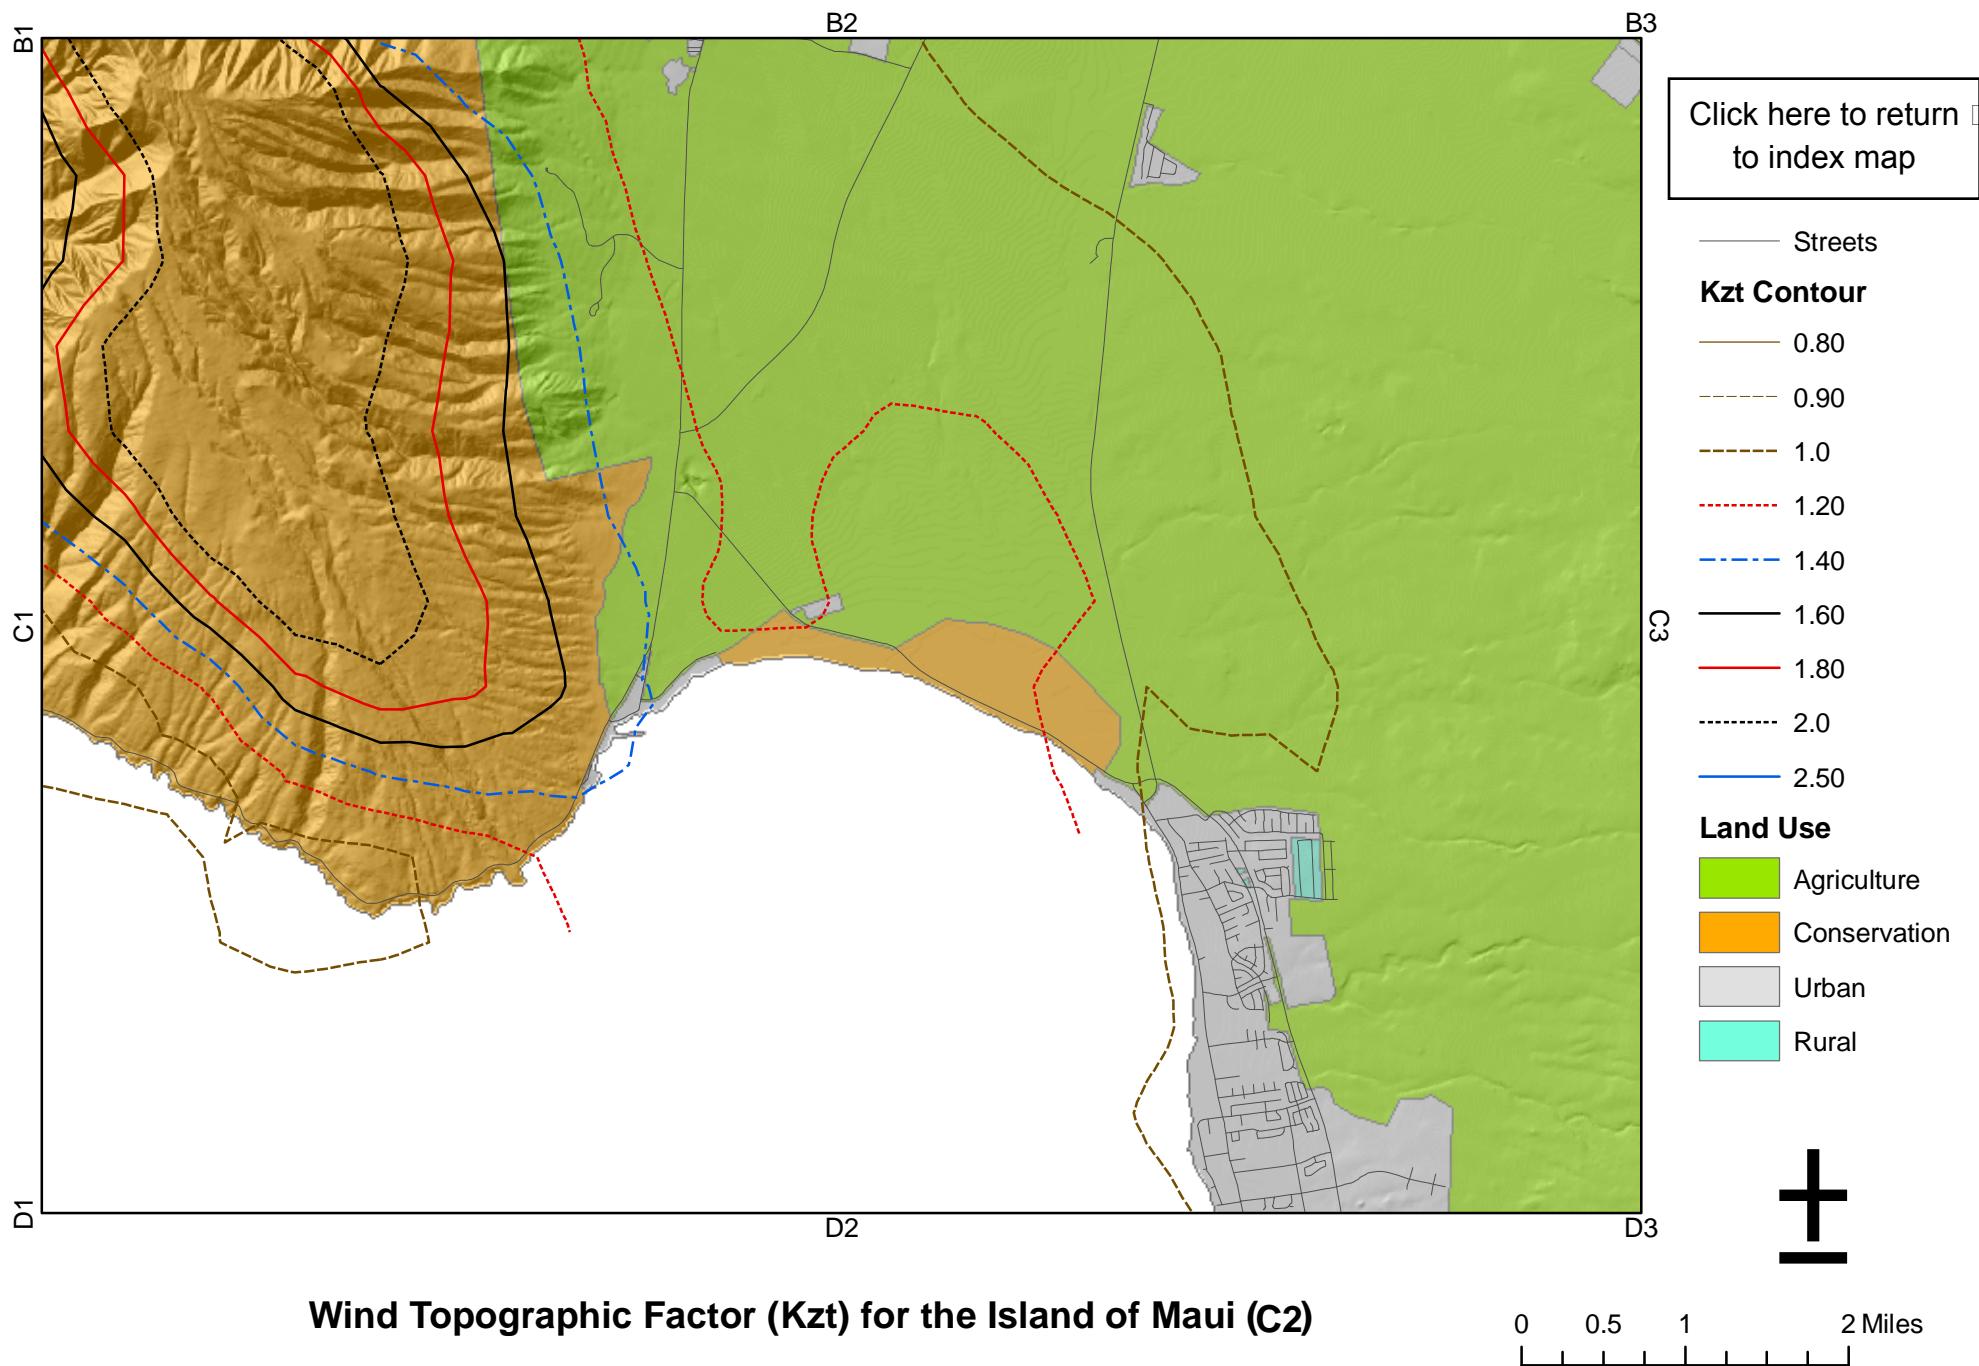 B1
B2
B3
Click here to return
to index map
Streets
Kzt Contour
0.80
0.90
1.0
1.20
1.40
1.60
1.80
2.0
2.50
Land Use
Agriculture
Conservation
Urban
Rural
C1
C3
D1
D2
D3
Wind Topographic Factor (Kzt) for the Island of Maui (C2)
0 0.5 1 2 Miles